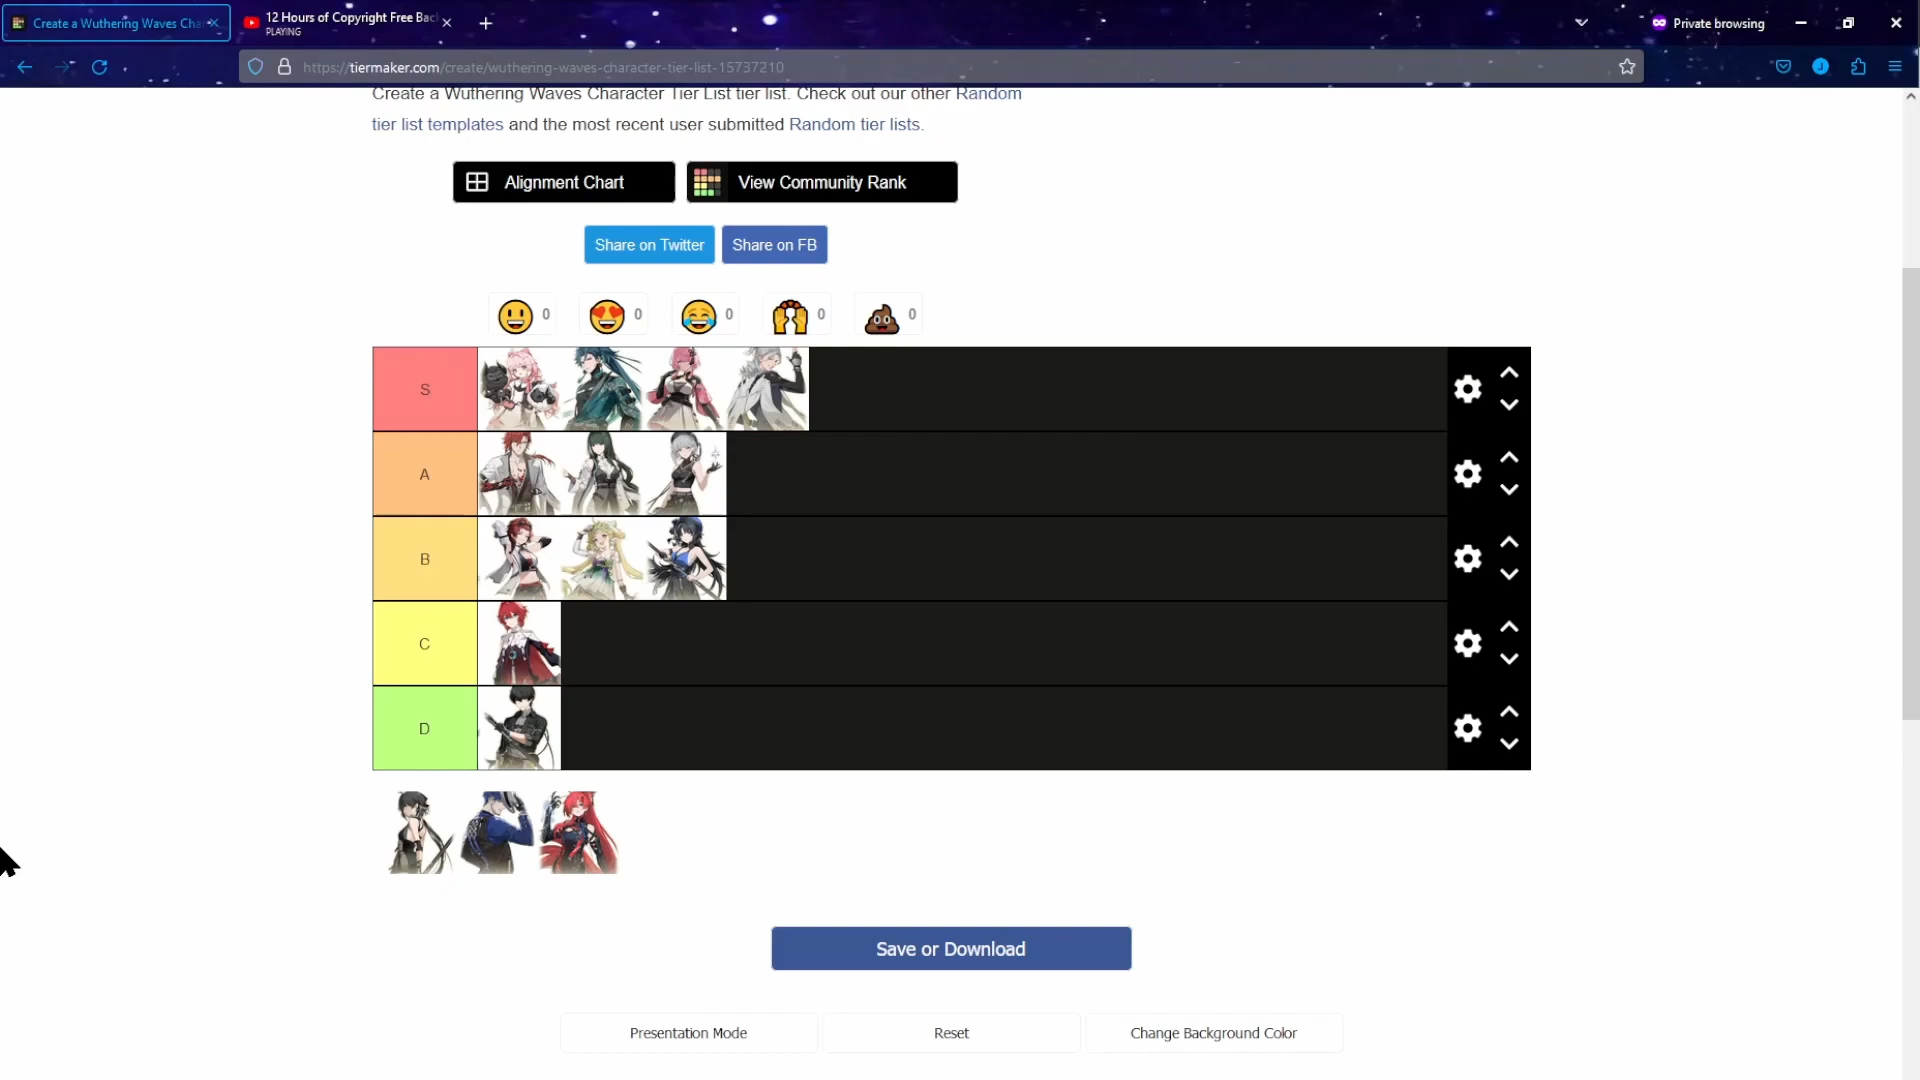 Create a Wuthering Waves Cha
12 Hours of Copyright Free Bac
PLAYING
Private browsing
https://tiermaker.com/create/wuthering-waves-character-tier-list-15737210
Create a Wuthering Waves Character Tier List tier list. Check out our other Random
tier list templates and the most recent user submitted Random tier lists.
Alignment Chart
View Community Rank
Share on Twitter
Share on FB
0
0
0
0
0
S
A
B
C
D
Save or Download
Presentation Mode
Reset
Change Background Color